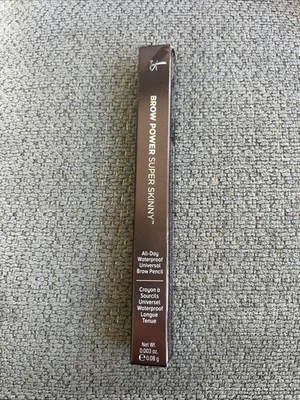 iT
BROW POWER SUPER SKINNY™
All-Day
Waterproof
Universal
Brow Pencil
Crayon à
Sourcils
Universel
Waterproof
Longue
Tenue
Net Wt.
0.003 oz.
℮ 0.08 g